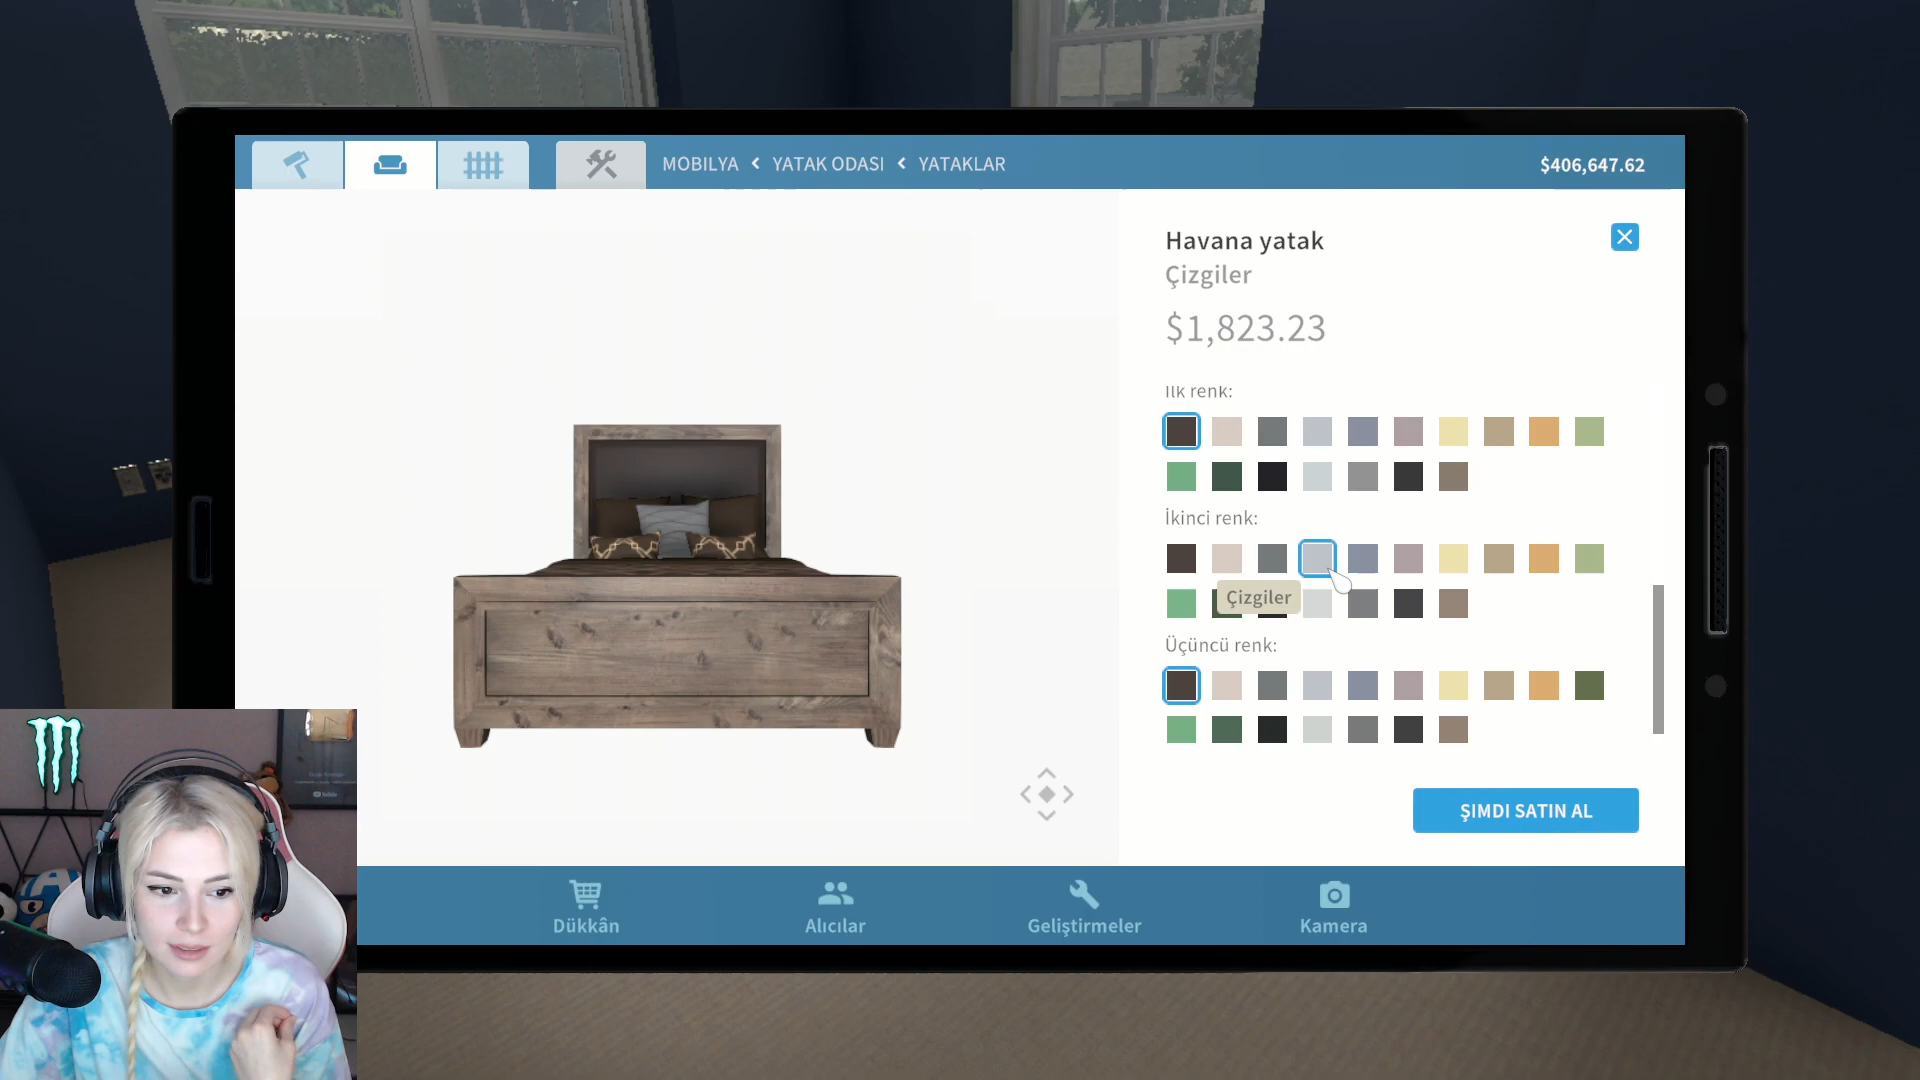 MOBILYA < YATAK ODASI < YATAKLAR
$406,647.62
Havana yatak
Çizgiler
$1,823.23
Ilk renk:
İkinci renk:
Çizgiler
Üçüncü renk:
ŞIMDI SATIN AL
Dükkân
Alıcılar
Geliştirmeler
Kamera